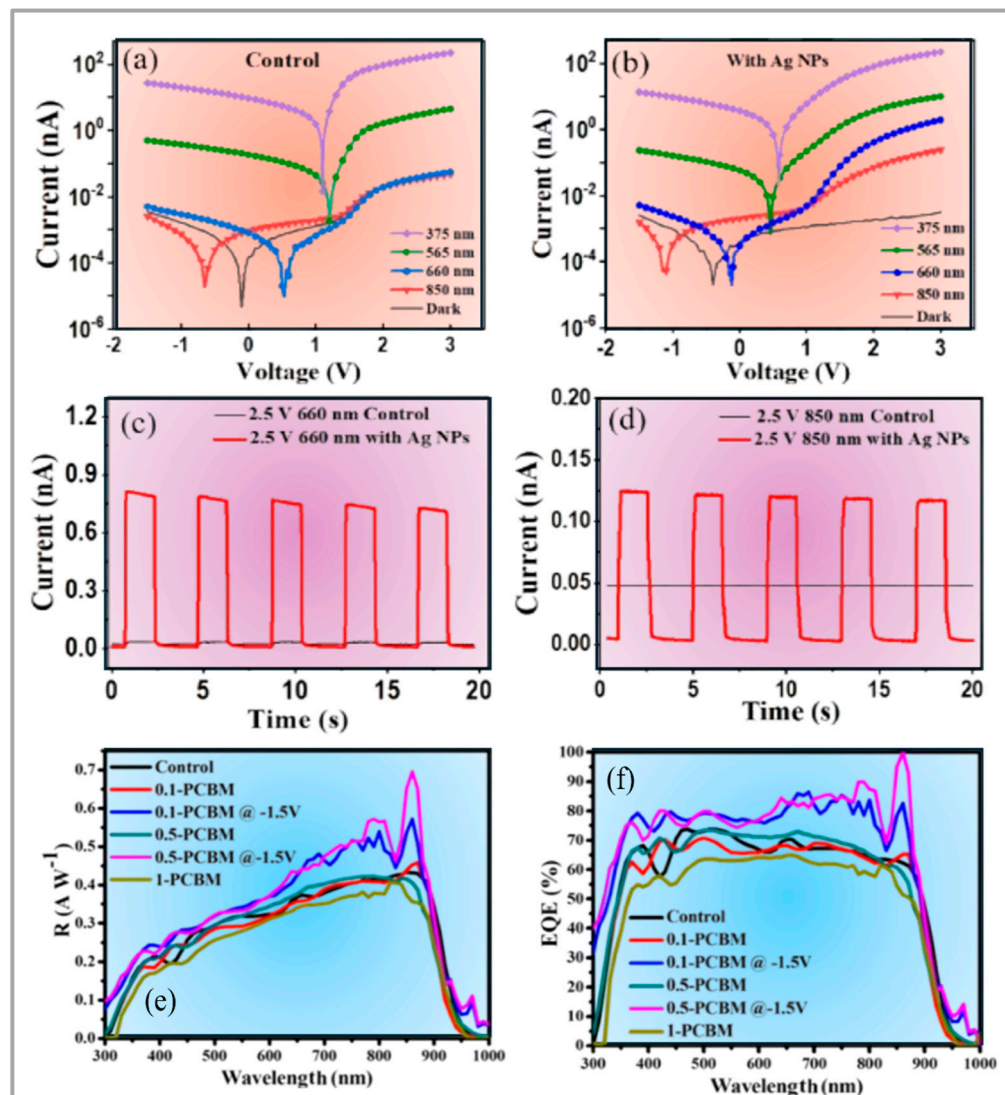 (a)
Control
Current (nA)
10²
10⁰
10⁻²
10⁻⁴
10⁻⁶
375 nm
565 nm
660 nm
850 nm
Dark
-2 -1 0 1 2 3
Voltage (V)
(b)
With Ag NPs
Current (nA)
10²
10⁰
10⁻²
10⁻⁴
10⁻⁶
375 nm
565 nm
660 nm
850 nm
Dark
-2 -1 0 1 2 3
Voltage (V)
(c)
2.5 V 660 nm Control
2.5 V 660 nm with Ag NPs
Current (nA)
1.2
0.9
0.6
0.3
0.0
0 5 10 15 20
Time (s)
(d)
2.5 V 850 nm Control
2.5 V 850 nm with Ag NPs
Current (nA)
0.20
0.15
0.10
0.05
0.00
0 5 10 15 20
Time (s)
R (A W⁻¹)
0.7
0.6
0.5
0.4
0.3
0.2
0.1
0.0
Control
0.1-PCBM
0.1-PCBM @ -1.5V
0.5-PCBM
0.5-PCBM @-1.5V
1-PCBM
(e)
300 400 500 600 700 800 900 1000
Wavelength (nm)
(f)
EQE (%)
100
90
80
70
60
50
40
30
20
10
0
Control
0.1-PCBM
0.1-PCBM @ -1.5V
0.5-PCBM
0.5-PCBM @-1.5V
1-PCBM
300 400 500 600 700 800 900 1000
Wavelength (nm)